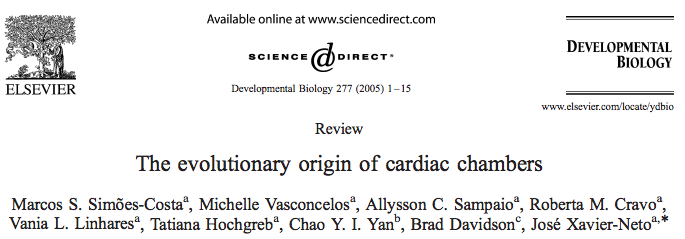 Available online at www.sciencedirect.com
SCIENCE @ DIRECT®
ELSEVIER
Developmental Biology 277 (2005) 1–15
DEVELOPMENTAL
BIOLOGY
www.elsevier.com/locate/ydbio
Review
The evolutionary origin of cardiac chambers
Marcos S. Simões-Costaᵃ, Michelle Vasconcelosᵃ, Allysson C. Sampaioᵃ, Roberta M. Cravoᵃ,
Vania L. Linharesᵃ, Tatiana Hochgrebᵃ, Chao Y. I. Yanᵇ, Brad Davidsonᶜ, José Xavier-Netoᵃ,*